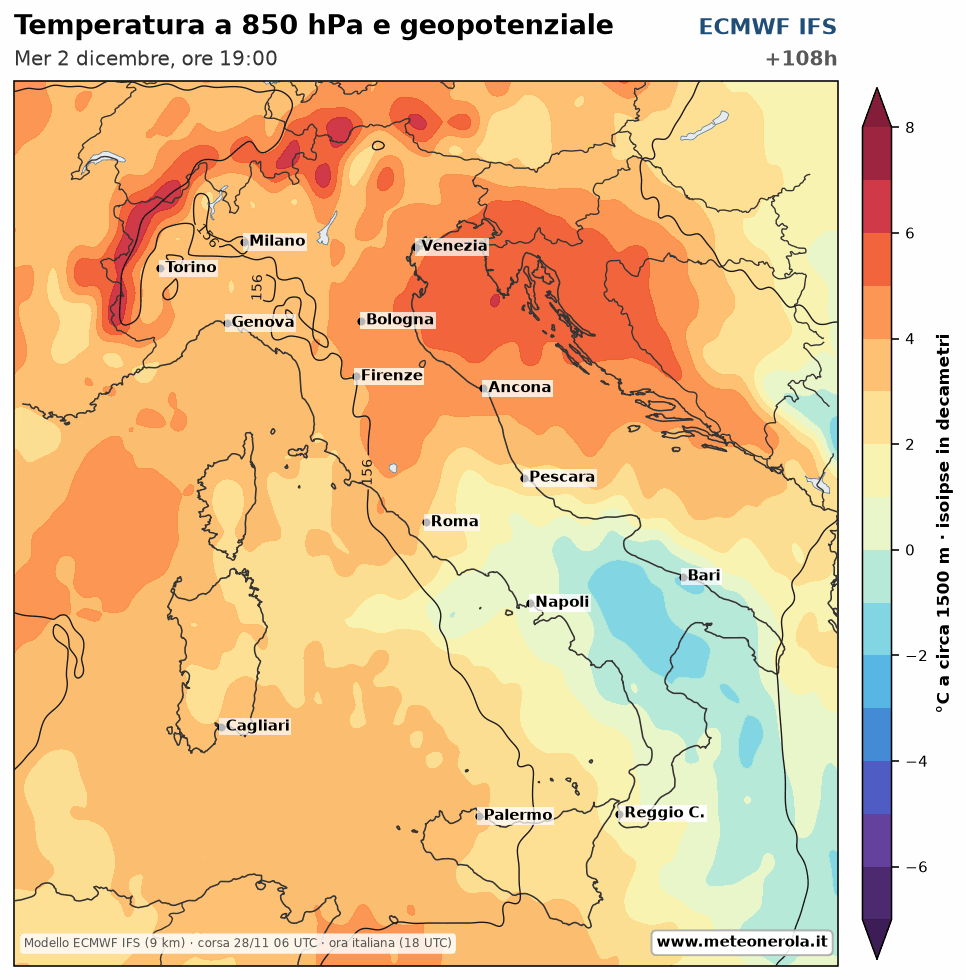 Temperatura a 850 hPa e geopotenziale
ECMWF IFS
Mer 2 dicembre, ore 19:00
+108h
8
6
4
2
0
−2
−4
−6
°C a circa 1500 m · isoipse in decametri
Milano
Venezia
Torino
156
Genova
Bologna
Firenze
Ancona
156
Pescara
Roma
Bari
Napoli
Cagliari
Palermo
Reggio C.
Modello ECMWF IFS (9 km) · corsa 28/11 06 UTC · ora italiana (18 UTC)
www.meteonerola.it